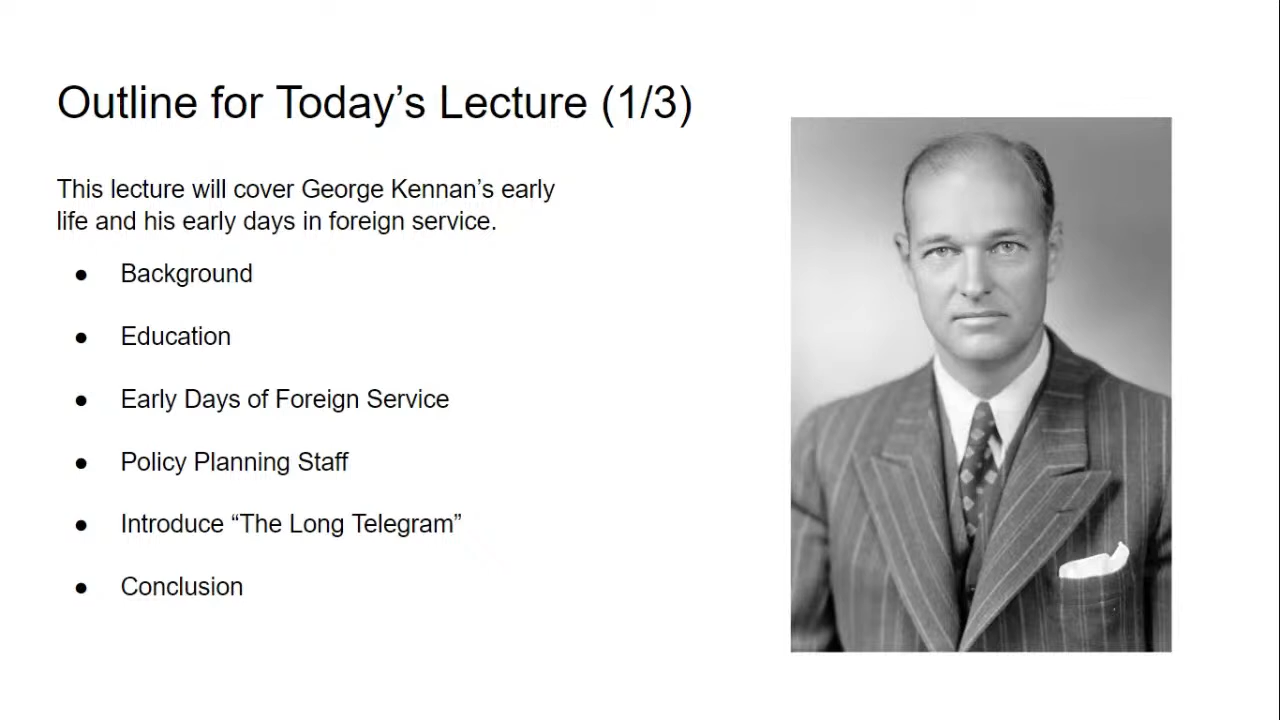 Outline for Today’s Lecture (1/3)
This lecture will cover George Kennan’s early
life and his early days in foreign service.
● Background
● Education
● Early Days of Foreign Service
● Policy Planning Staff
● Introduce “The Long Telegram”
● Conclusion